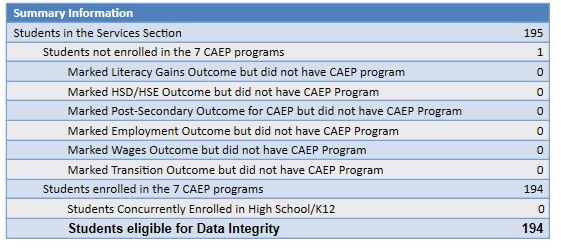 Summary Information
Students in the Services Section 195
Students not enrolled in the 7 CAEP programs 1
Marked Literacy Gains Outcome but did not have CAEP program 0
Marked HSD/HSE Outcome but did not have CAEP Program 0
Marked Post-Secondary Outcome for CAEP but did not have CAEP Program 0
Marked Employment Outcome but did not have CAEP Program 0
Marked Wages Outcome but did not have CAEP Program 0
Marked Transition Outcome but did not have CAEP Program 0
Students enrolled in the 7 CAEP programs 194
Students Concurrently Enrolled in High School/K12 0
Students eligible for Data Integrity 194